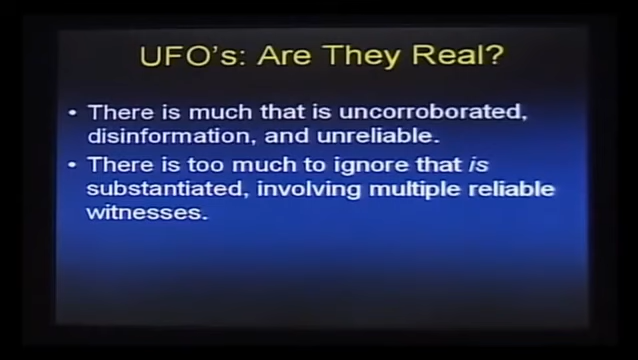 UFO's: Are They Real?
• There is much that is uncorroborated,
disinformation, and unreliable.
• There is too much to ignore that is
substantiated, involving multiple reliable
witnesses.